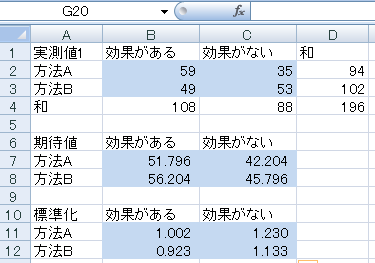 G20 fx
A B C D
1 実測値1 効果がある 効果がない 和
2 方法A 59 35 94
3 方法B 49 53 102
4 和 108 88 196
5
6 期待値 効果がある 効果がない
7 方法A 51.796 42.204
8 方法B 56.204 45.796
9
10 標準化 効果がある 効果がない
11 方法A 1.002 1.230
12 方法B 0.923 1.133